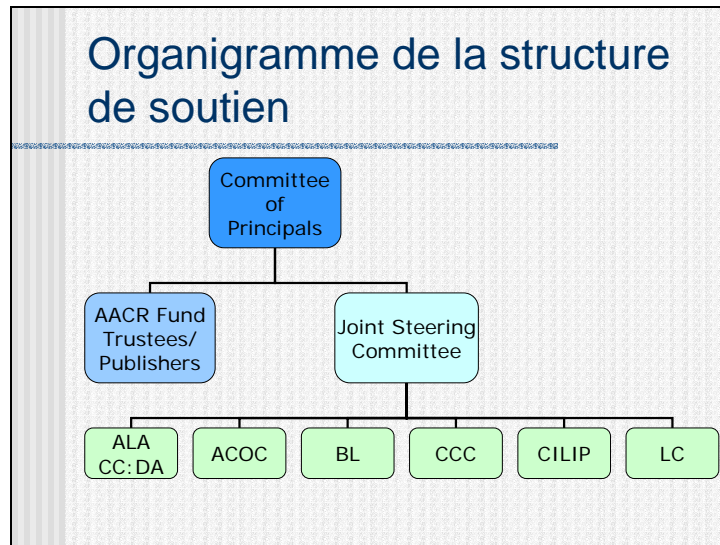 Organigramme de la structure
de soutien
Committee
of
Principals
AACR Fund
Trustees/
Publishers
Joint Steering
Committee
ALA
CC:DA
ACOC
BL
CCC
CILIP
LC